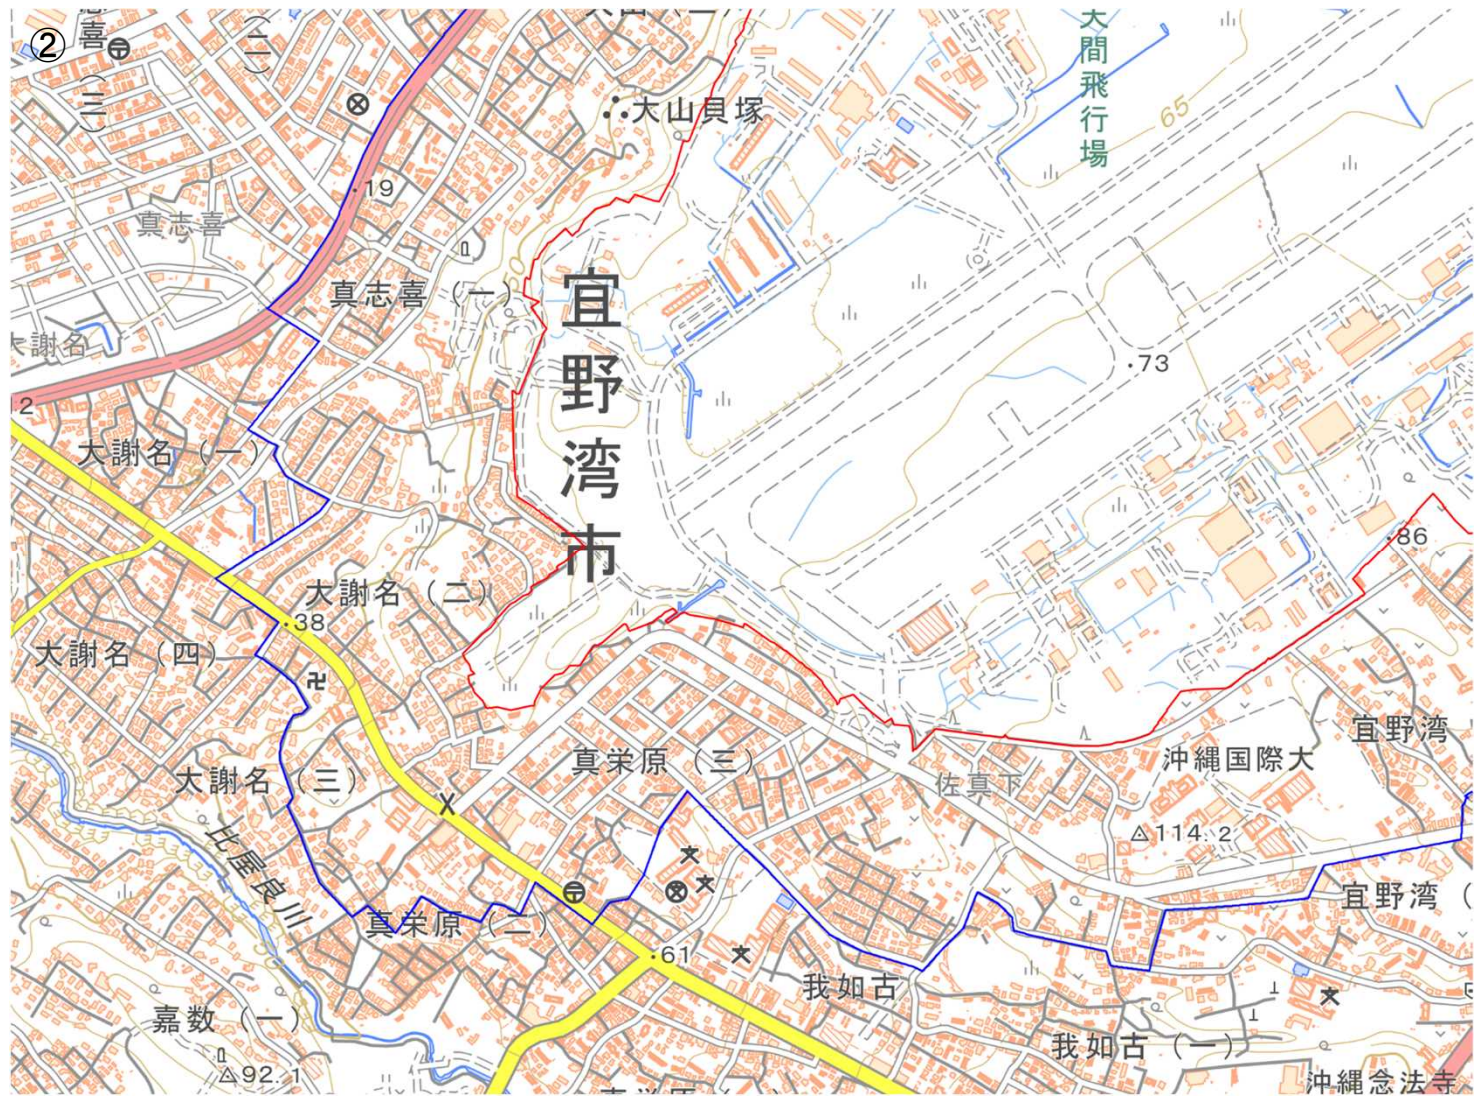 ②
喜
(三)
(二)
大山貝塚
天間飛行場
65
19
真志喜
真志喜 (一)
宜野湾市
大謝名
73
2
大謝名 (一)
86
大謝名 (二)
38
大謝名 (四)
宜野湾
沖縄国際大
真栄原 (三)
佐真下
大謝名 (三)
114.2
比屋良川
宜野湾 (
真栄原 (二)
61
我如古
嘉数 (一)
我如古 (一)
92.1
沖縄念法寺